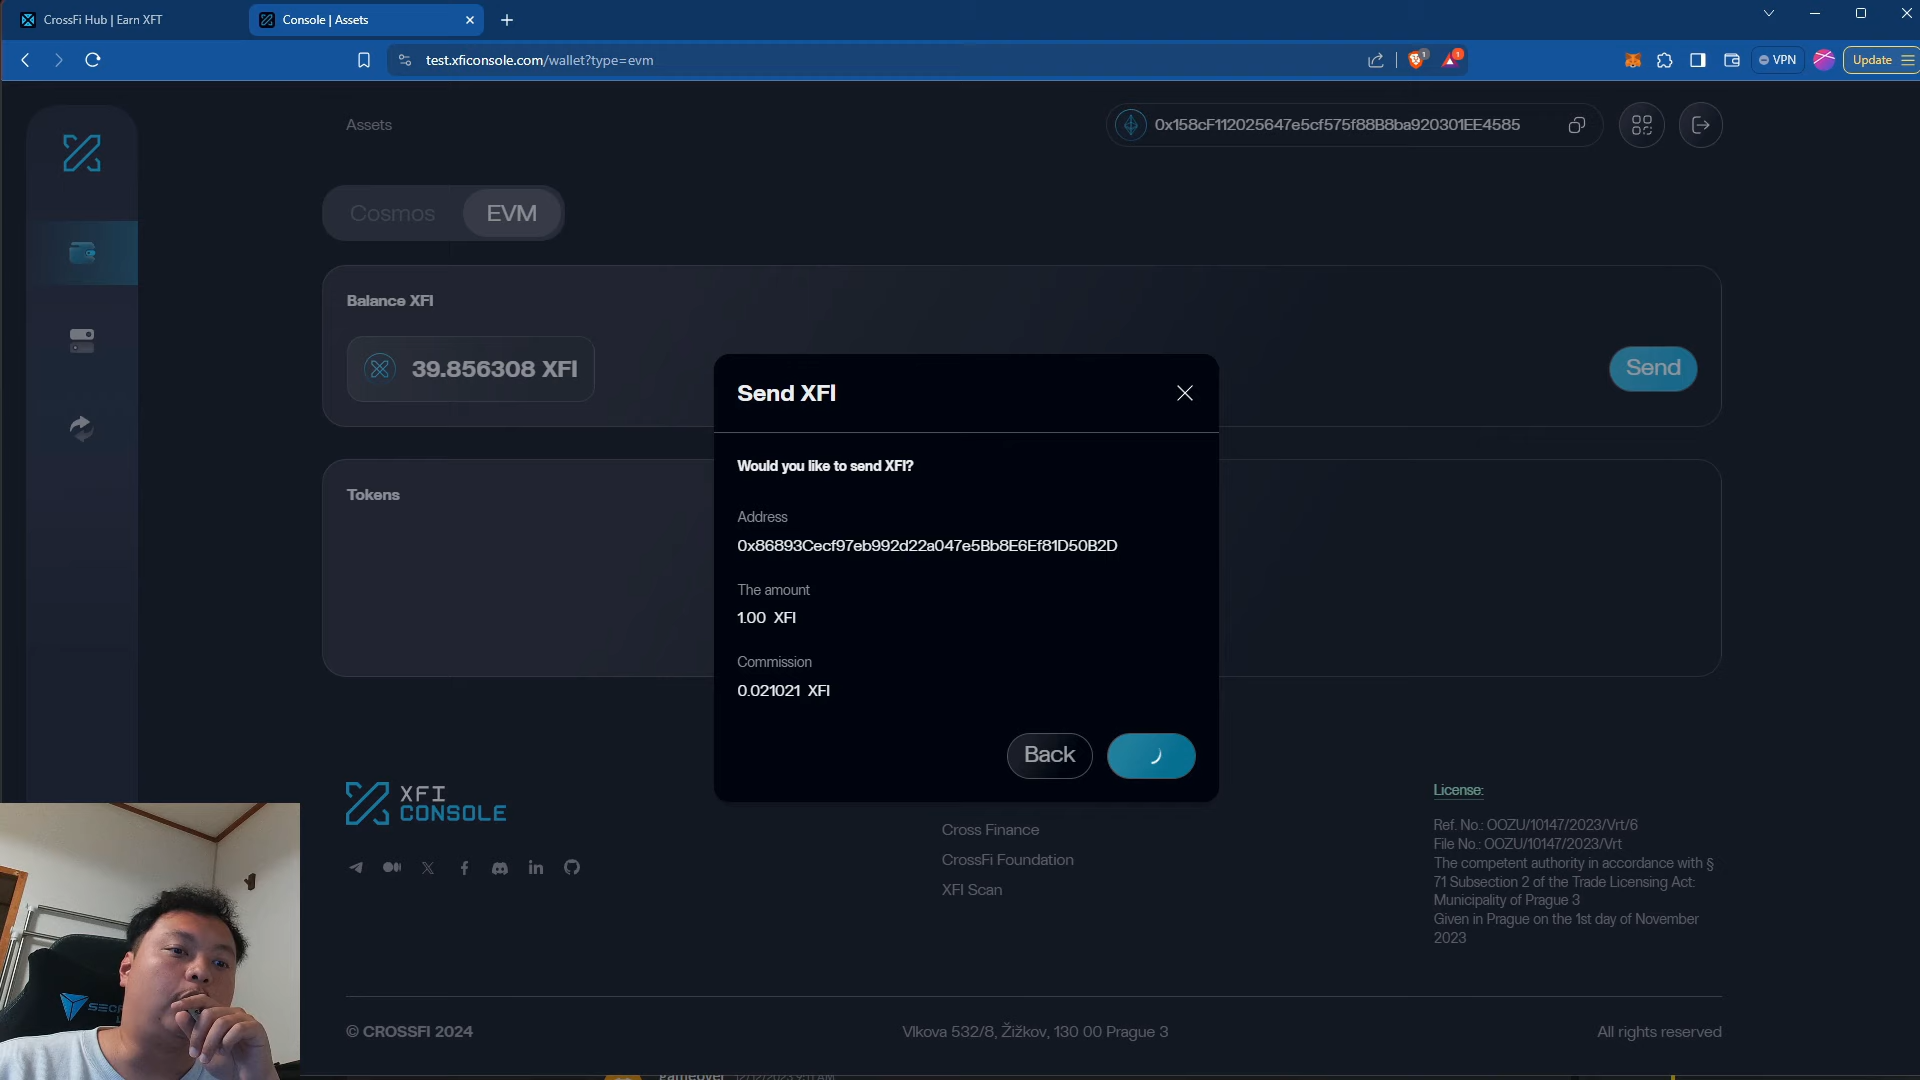 CrossFi Hub | Earn XFT
Console | Assets
test.xficonsole.com/wallet?type=evm
1
1
VPN
Update
Assets
0x158cF112025647e5cf575f88B8ba920301EE4585
Cosmos
EVM
Balance XFI
39.856308 XFI
Send
Tokens
Send XFI
Would you like to send XFI?
Address
0x86893Cecf97eb992d22a047e5Bb8E6Ef81D50B2D
The amount
1.00 XFI
Commission
0.021021 XFI
Back
XFI
CONSOLE
Cross Finance
CrossFi Foundation
XFI Scan
License:
Ref. No.: OOZU/10147/2023/Vrt/6
File No.: OOZU/10147/2023/Vrt
The competent authority in accordance with §
71 Subsection 2 of the Trade Licensing Act:
Municipality of Prague 3
Given in Prague on the 1st day of November
2023
© CROSSFI 2024
Vlkova 532/8, Žižkov, 130 00 Prague 3
All rights reserved